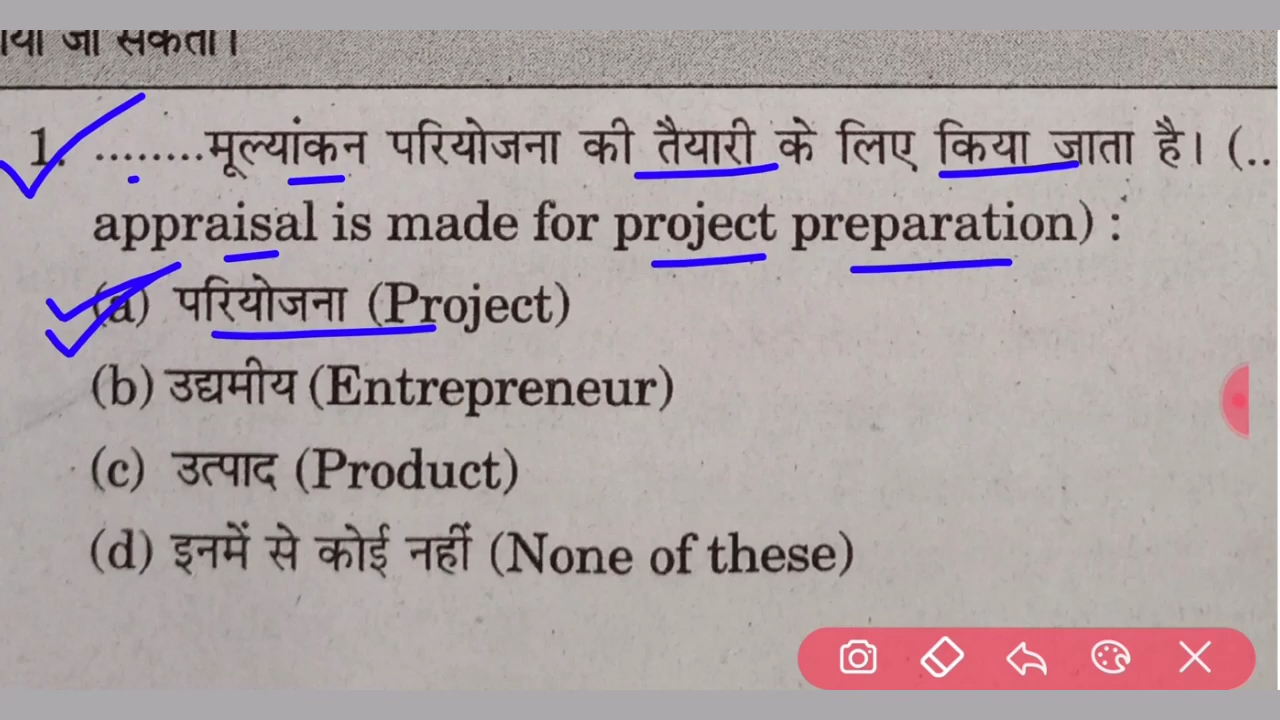 जा सकता।
1. ........मूल्यांकन परियोजना की तैयारी के लिए किया जाता है। (..
appraisal is made for project preparation) :
(a) परियोजना (Project)
(b) उद्यमीय (Entrepreneur)
(c) उत्पाद (Product)
(d) इनमें से कोई नहीं (None of these)